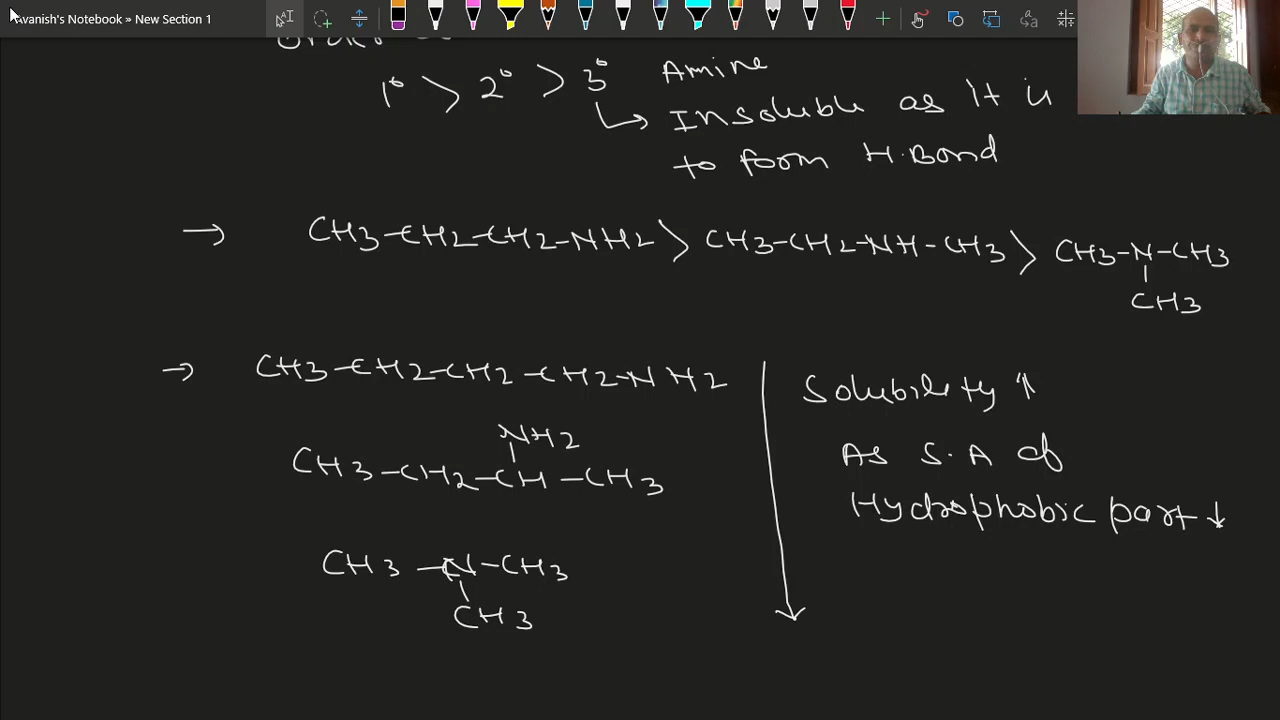 Avanish's Notebook » New Section 1
1° > 2° > 3° Amine
↳ Insoluble as it is
to form H.Bond
→ CH3-CH2-CH2-NH2 > CH3-CH2-NH-CH3 > CH3-N-CH3
CH3
→ CH3-CH2-CH2-CH2-NH2
NH2
CH3-CH2-CH-CH3
CH3-N-CH3
CH3
Solubility ↑
As S.A of
Hydrophobic part ↓